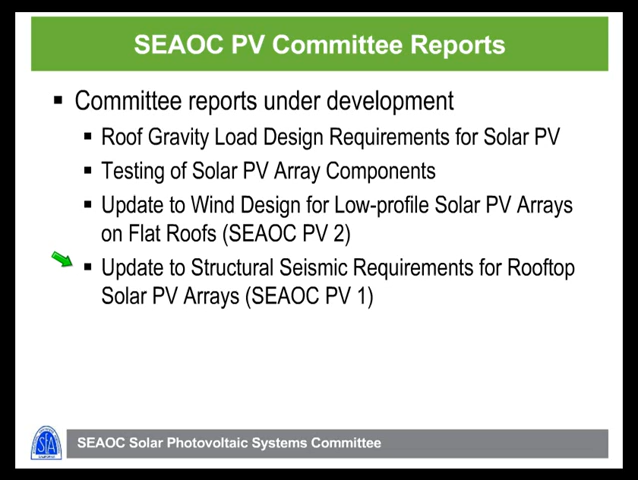 SEAOC PV Committee Reports
Committee reports under development
Roof Gravity Load Design Requirements for Solar PV
Testing of Solar PV Array Components
Update to Wind Design for Low-profile Solar PV Arrays
on Flat Roofs (SEAOC PV 2)
Update to Structural Seismic Requirements for Rooftop
Solar PV Arrays (SEAOC PV 1)
SEAOC Solar Photovoltaic Systems Committee